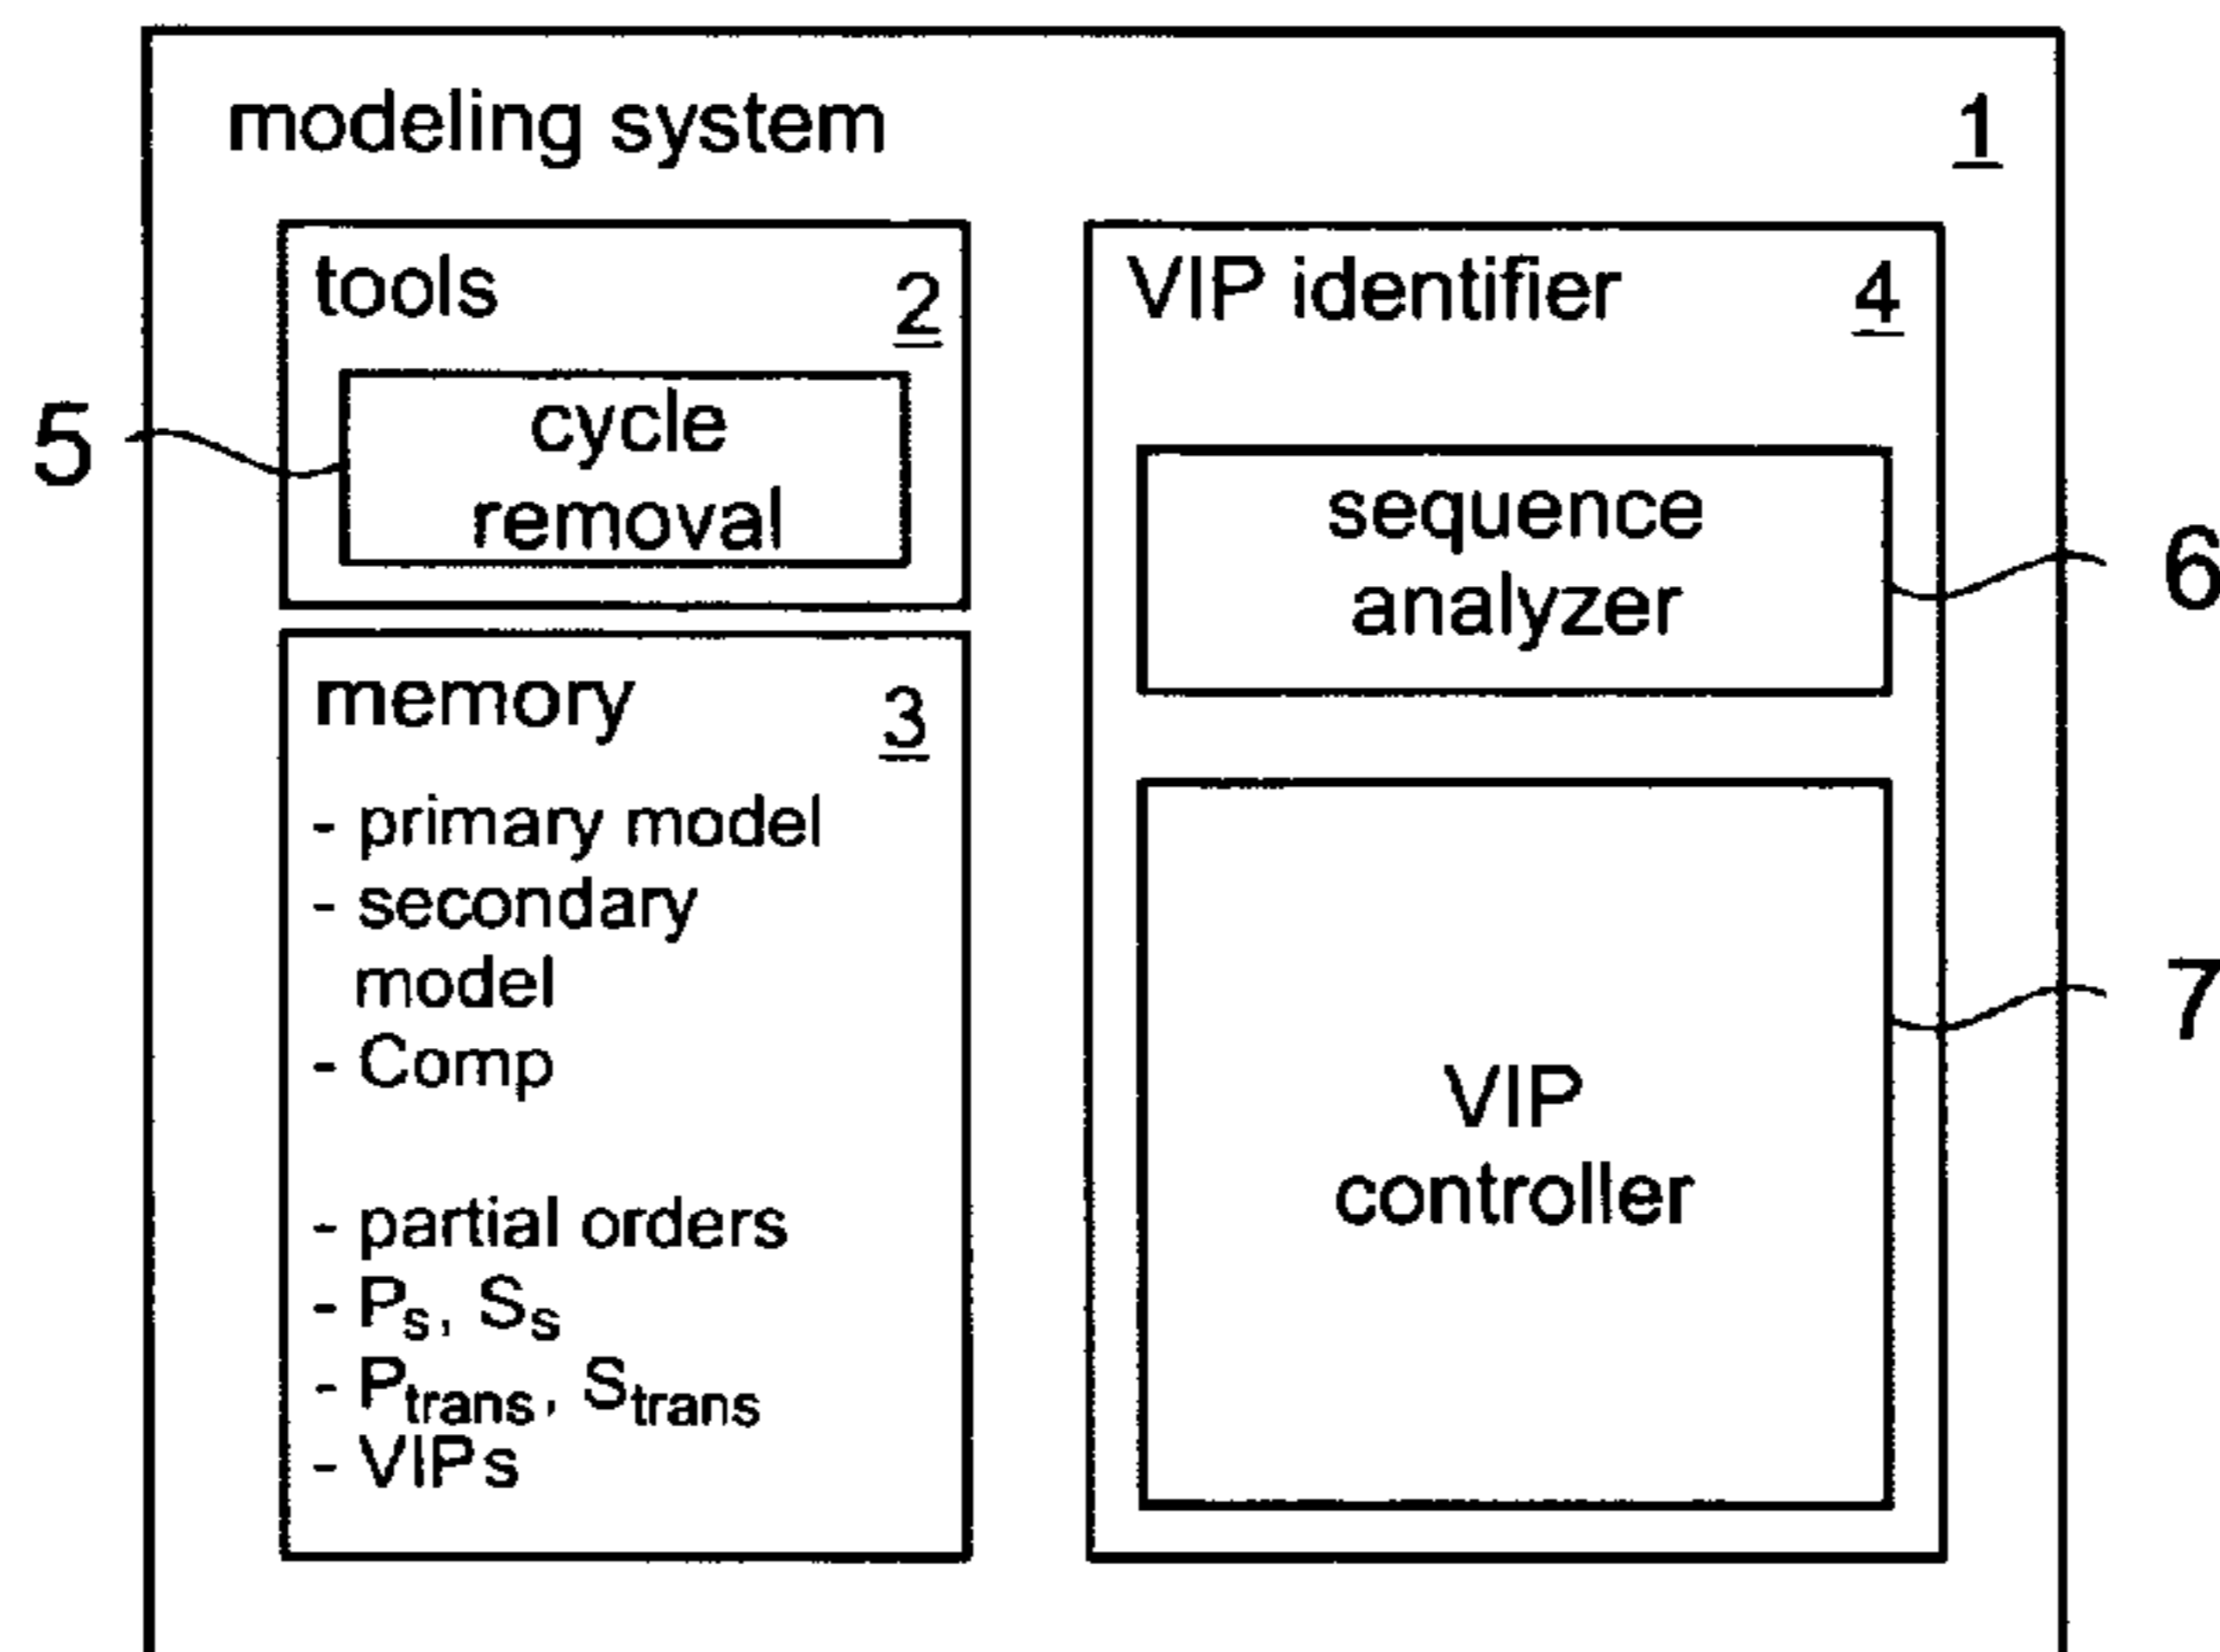 modeling system 1
tools 2
5
cycle
removal
memory 3
- primary model
- secondary
model
- Comp
- partial orders
- Ps, Ss
- Ptrans, Strans
- VIPs
VIP identifier 4
sequence
analyzer
6
VIP
controller
7